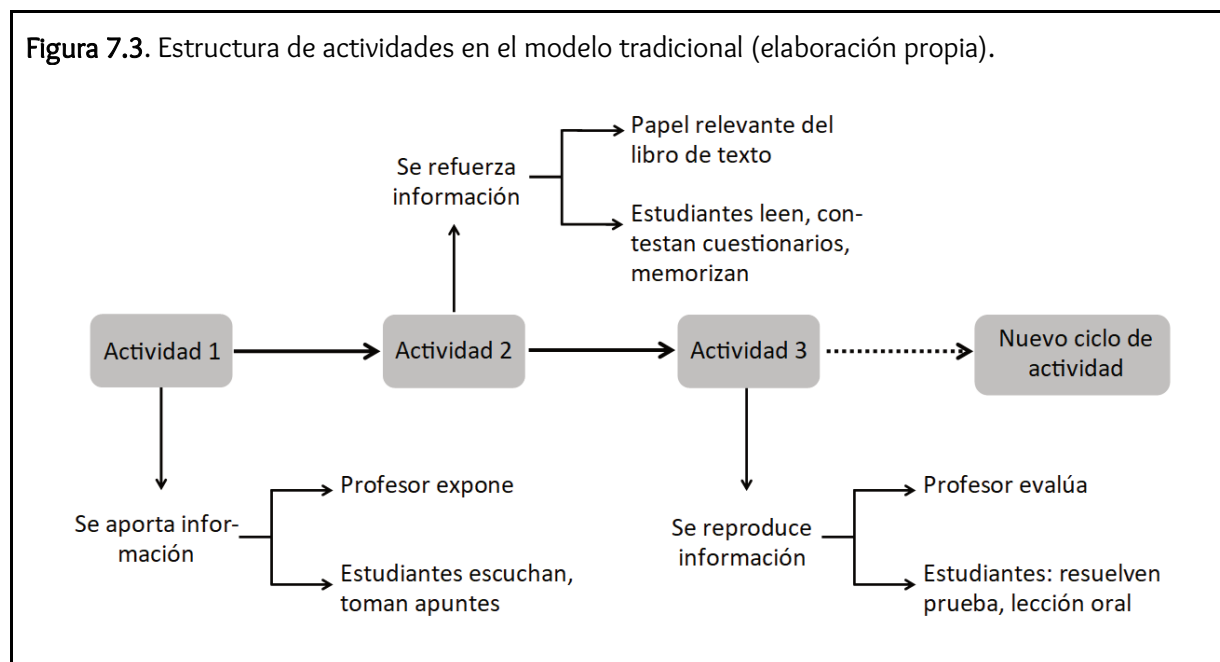 Figura 7.3. Estructura de actividades en el modelo tradicional (elaboración propia).
Papel relevante del
libro de texto
Se refuerza
información
Estudiantes leen, con-
testan cuestionarios,
memorizan
Actividad 1
Actividad 2
Actividad 3
Nuevo ciclo de
actividad
Profesor expone
Se aporta infor-
mación
Estudiantes escuchan,
toman apuntes
Profesor evalúa
Se reproduce
información
Estudiantes: resuelven
prueba, lección oral